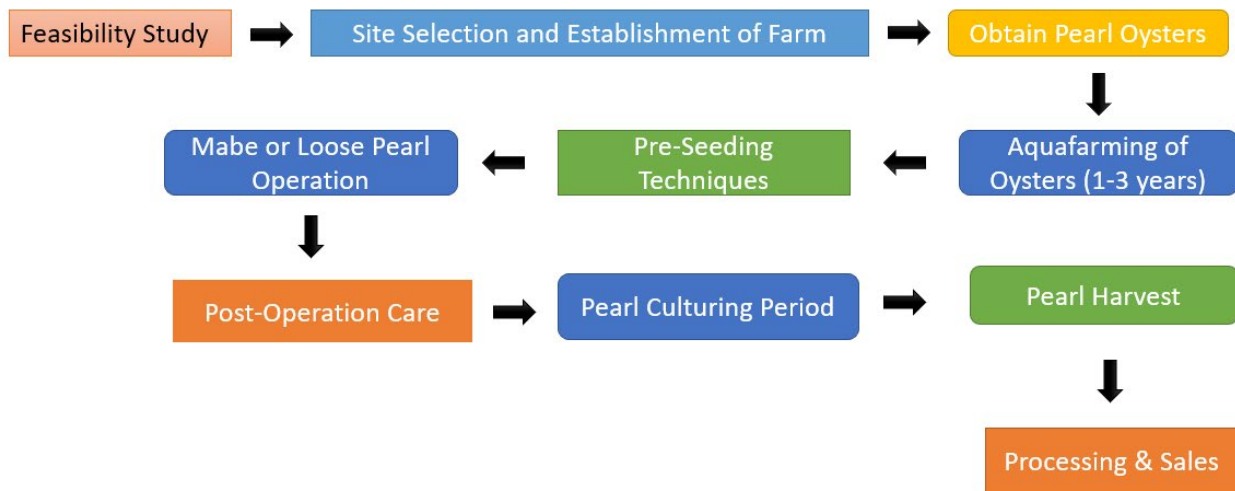 Feasibility Study
Site Selection and Establishment of Farm
Obtain Pearl Oysters
Aquafarming of
Oysters (1-3 years)
Pre-Seeding
Techniques
Mabe or Loose Pearl
Operation
Post-Operation Care
Pearl Culturing Period
Pearl Harvest
Processing & Sales